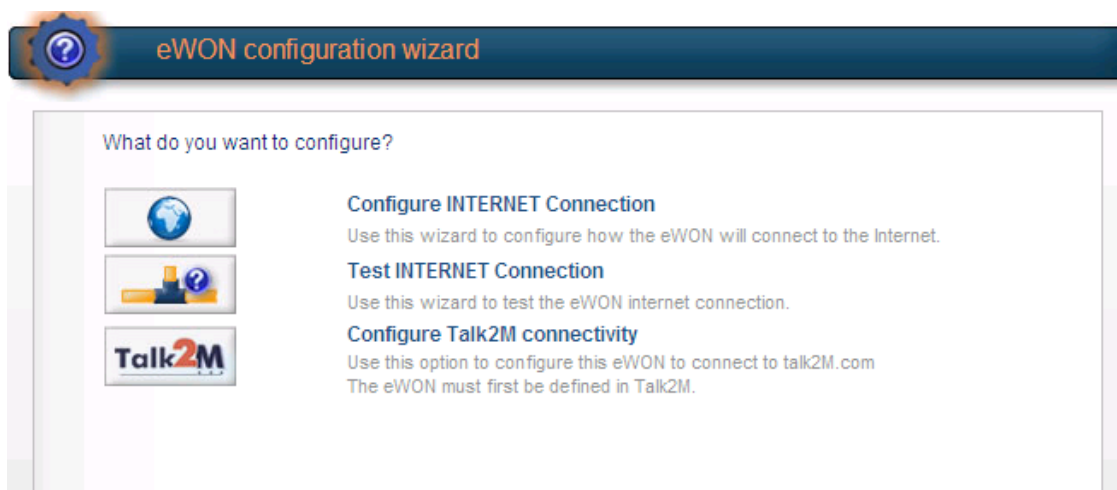 eWON configuration wizard
What do you want to configure?
Configure INTERNET Connection
Use this wizard to configure how the eWON will connect to the Internet.
Test INTERNET Connection
Use this wizard to test the eWON internet connection.
Talk2M
Configure Talk2M connectivity
Use this option to configure this eWON to connect to talk2M.com
The eWON must first be defined in Talk2M.